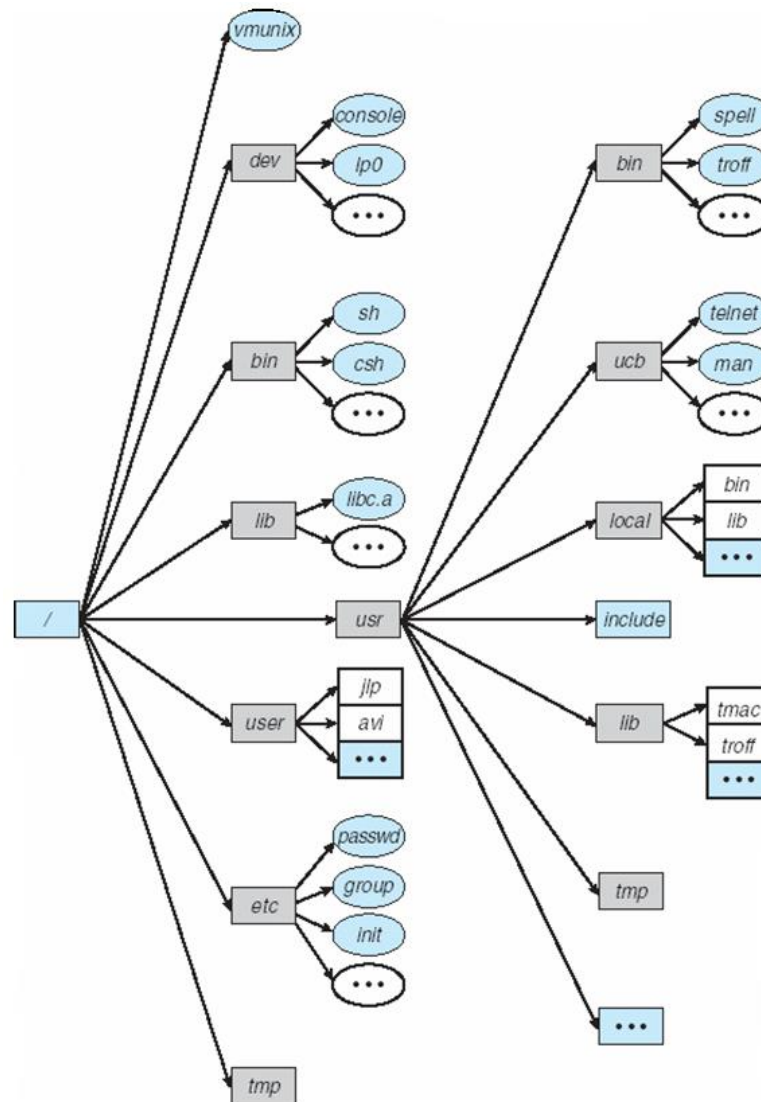 vmunix
dev
console
lp0
•••
bin
sh
csh
•••
lib
libc.a
•••
/
usr
user
jlp
avi
•••
etc
passwd
group
init
•••
tmp
bin
spell
troff
•••
ucb
telnet
man
•••
local
bin
lib
•••
include
lib
tmac
troff
•••
tmp
•••